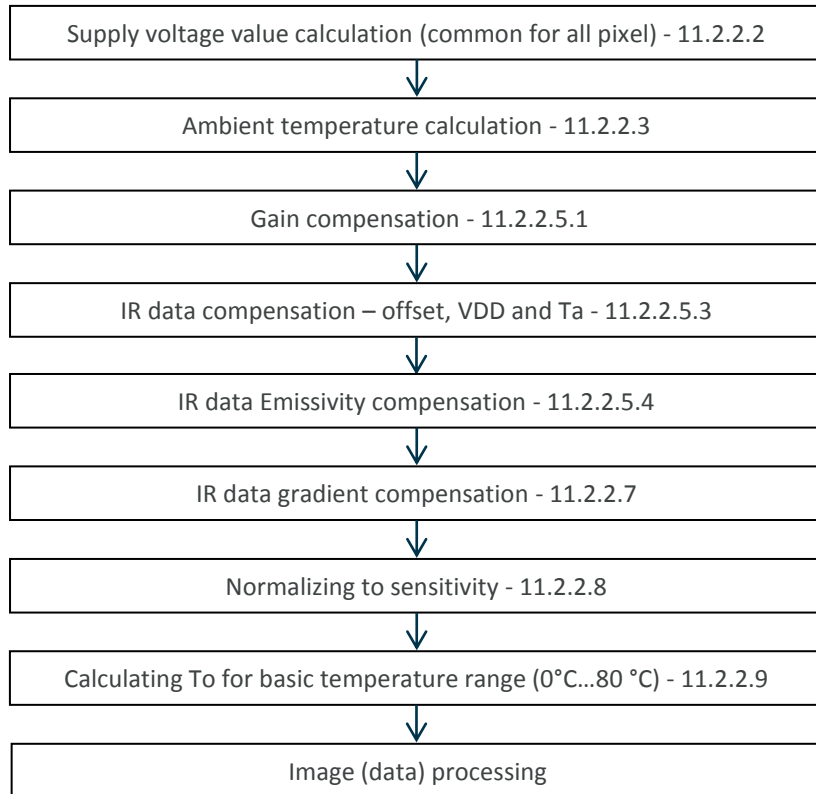 Supply voltage value calculation (common for all pixel) - 11.2.2.2
Ambient temperature calculation - 11.2.2.3
Gain compensation - 11.2.2.5.1
IR data compensation – offset, VDD and Ta - 11.2.2.5.3
IR data Emissivity compensation - 11.2.2.5.4
IR data gradient compensation - 11.2.2.7
Normalizing to sensitivity - 11.2.2.8
Calculating To for basic temperature range (0°C...80 °C) - 11.2.2.9
Image (data) processing